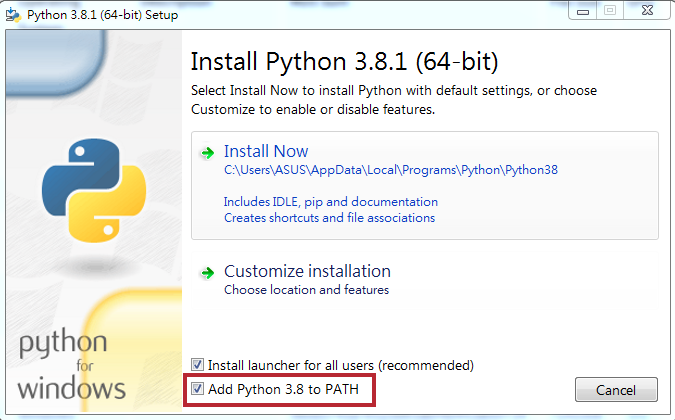 Python 3.8.1 (64-bit) Setup
Install Python 3.8.1 (64-bit)
Select Install Now to install Python with default settings, or choose
Customize to enable or disable features.
Install Now
C:\Users\ASUS\AppData\Local\Programs\Python\Python38
Includes IDLE, pip and documentation
Creates shortcuts and file associations
Customize installation
Choose location and features
python
for
windows
Install launcher for all users (recommended)
Add Python 3.8 to PATH
Cancel